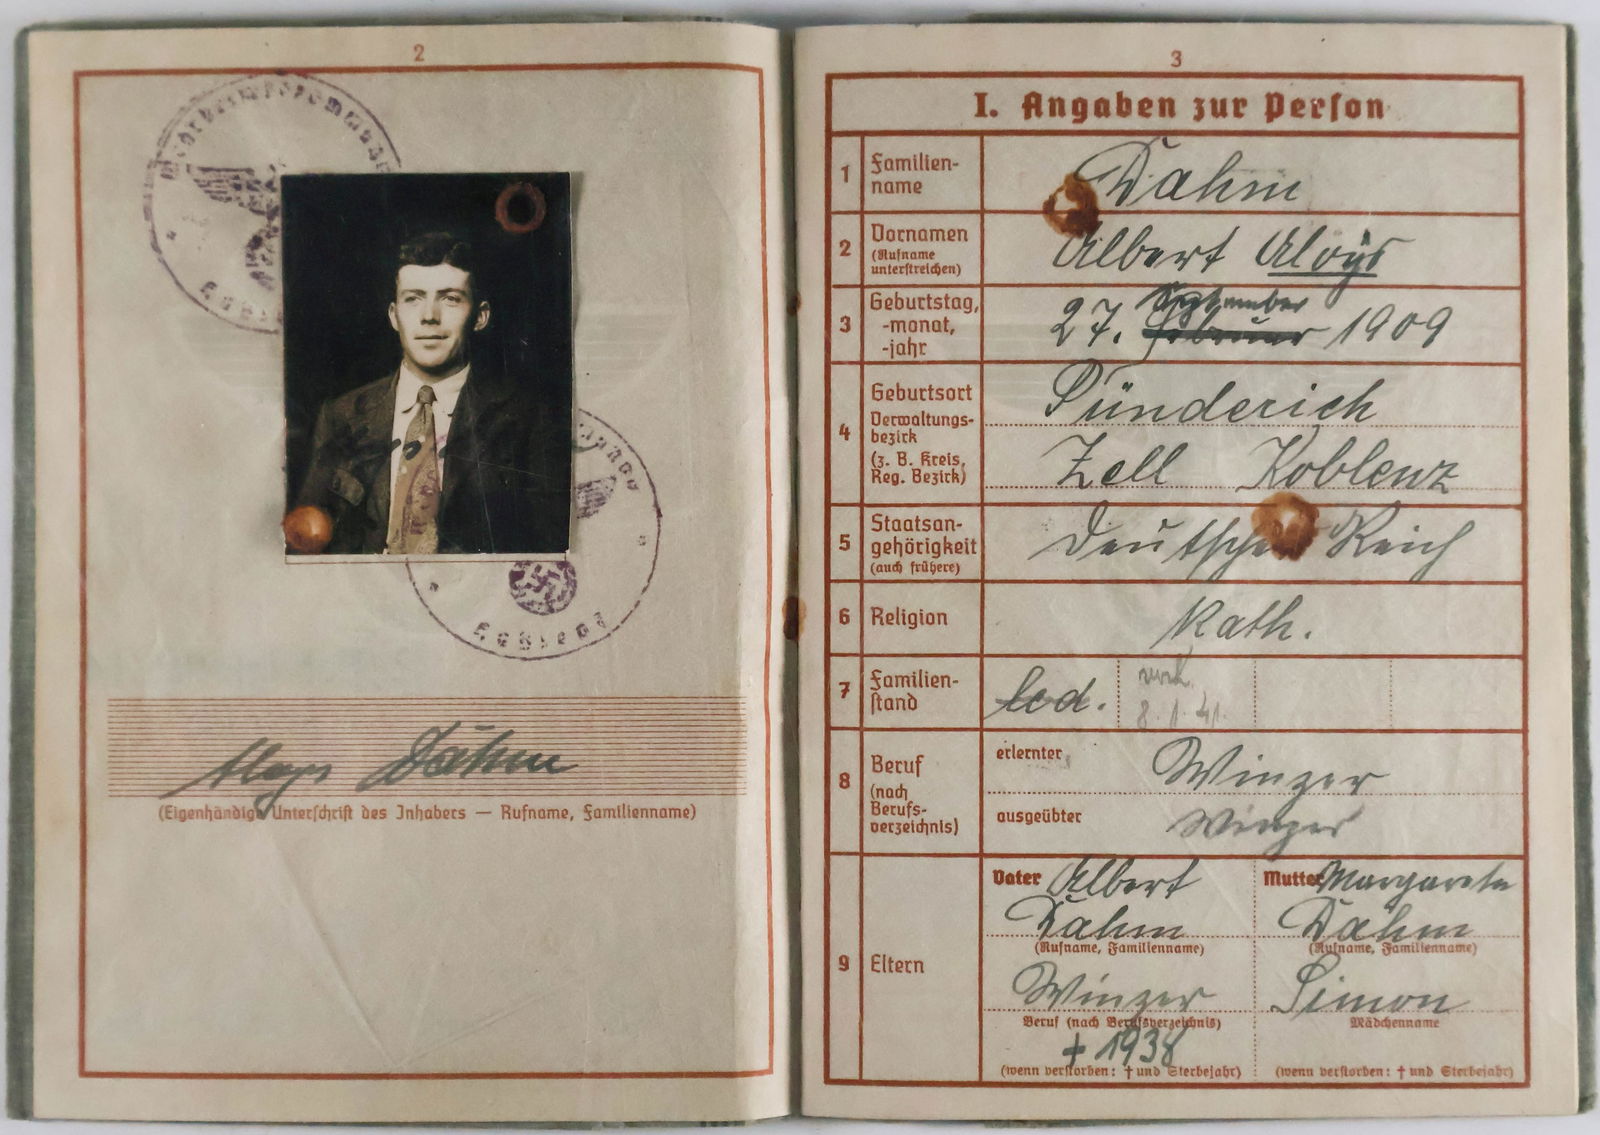 2
Koblenz
Aloys Dähm
(Eigenhändige Unterschrift des Inhabers — Rufname, Familienname)
3
I. Angaben zur Person
1 Familien-
name
Dahm
2 Vornamen
(Rufname
unterstreichen)
Albert Aloys
3 Geburtstag,
-monat,
-jahr
September
27. Februar 1909
4 Geburtsort
Verwaltungs-
bezirk
(z. B. Kreis,
Reg. Bezirk)
Pünderich
Zell Koblenz
5 Staatsan-
gehörigkeit
(auch frühere)
Deutsches Reich
6 Religion
Kath.
7 Familien-
stand
led.
verh.
8.1.41.
8 Beruf
(nach
Berufs-
verzeichnis)
erlernter Winzer
ausgeübter Winzer
9 Eltern
Vater Albert
Dahm
(Rufname, Familienname)
Winzer
Beruf (nach Berufsverzeichnis)
+ 1938
(wenn verstorben: † und Sterbejahr)
Mutter Margareta
Dahm
(Rufname, Familienname)
Simon
Mädchenname
(wenn verstorben: † und Sterbejahr)